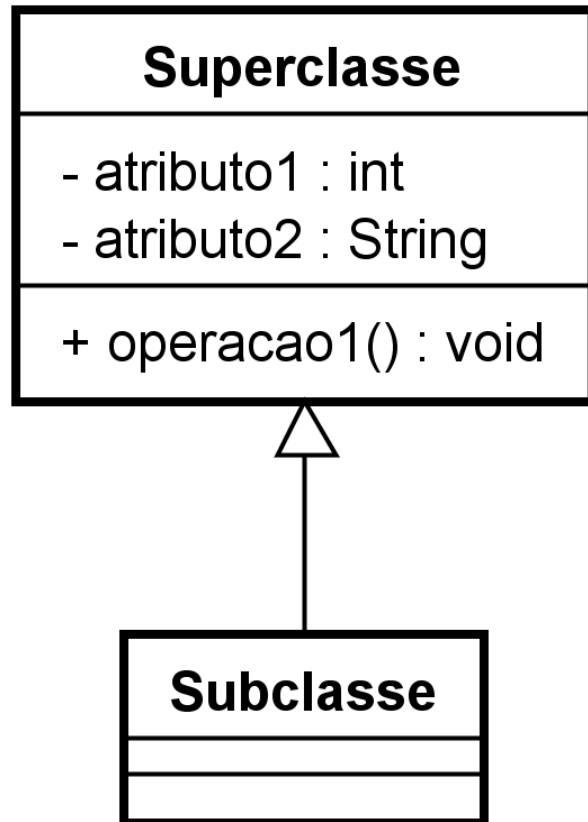 Superclasse
- atributo1 : int
- atributo2 : String
+ operacao1() : void
Subclasse